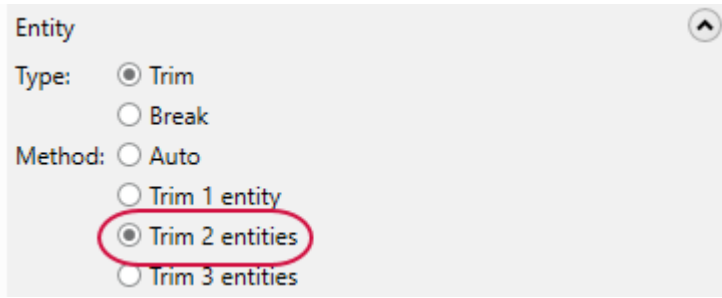 Entity
Type: Trim
Break
Method: Auto
Trim 1 entity
Trim 2 entities
Trim 3 entities